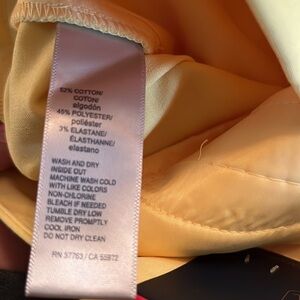 52% COTTON/
COTON/
algodón
45% POLYESTER/
poliéster
3% ELASTANE/
ÉLASTHANNE/
elastano
WASH AND DRY
INSIDE OUT
MACHINE WASH COLD
WITH LIKE COLORS
NON-CHLORINE
BLEACH IF NEEDED
TUMBLE DRY LOW
REMOVE PROMPTLY
COOL IRON
DO NOT DRY CLEAN
RN 57763 / CA 55972